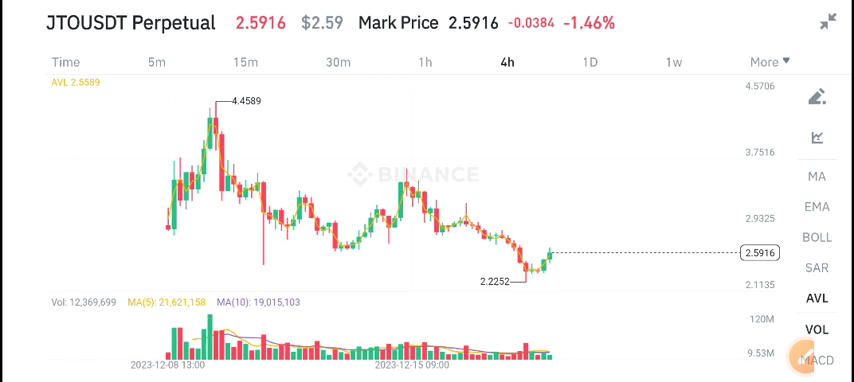 JTOUSDT Perpetual 2.5916 $2.59 Mark Price 2.5916 -0.0384 -1.46%
Time 5m 15m 30m 1h 4h 1D 1w More
AVL 2.5589
4.5706
4.4589
3.7516
BINANCE
MA
EMA
2.9325
BOLL
2.5916
SAR
2.2252
2.1135
AVL
Vol: 12,369,699 MA(5): 21,621,158 MA(10): 19,015,103
120M
VOL
9.53M
MACD
2023-12-08 13:00 2023-12-15 09:00